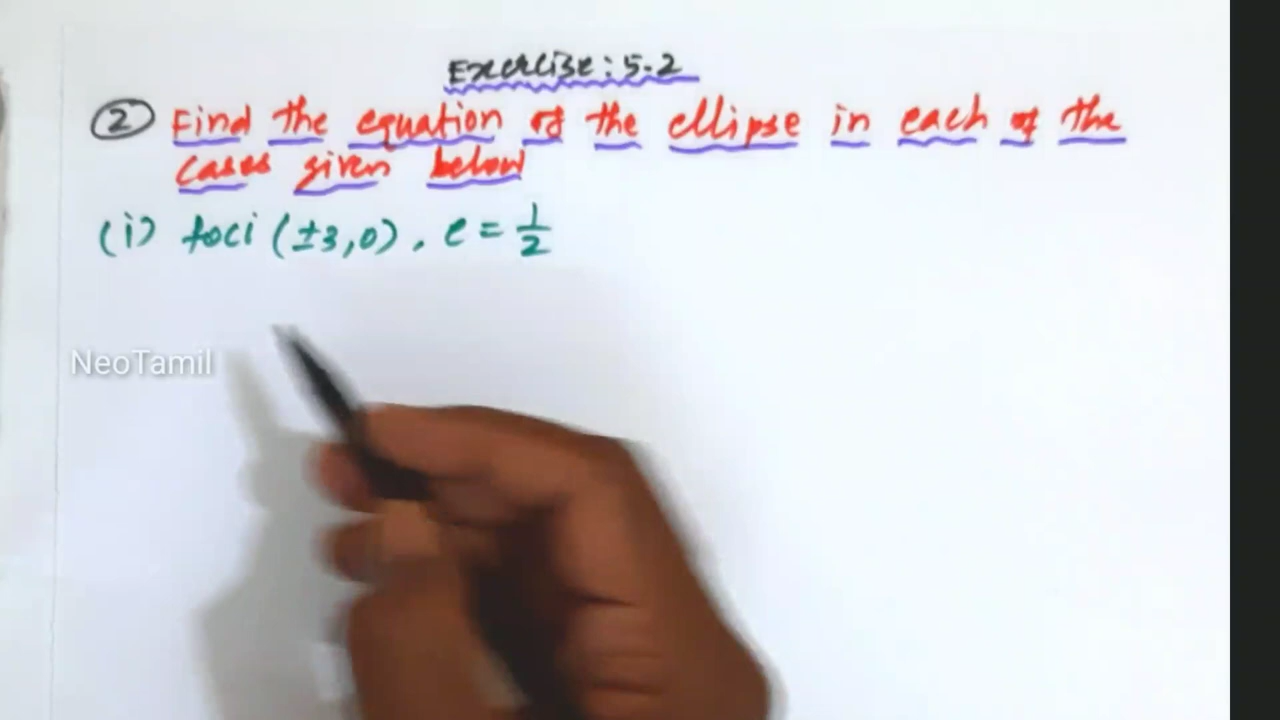 Exercise: 5.2
② Find the equation of the ellipse in each of the
cases given below
(i) foci (±3,0), e = 1/2
NeoTamil